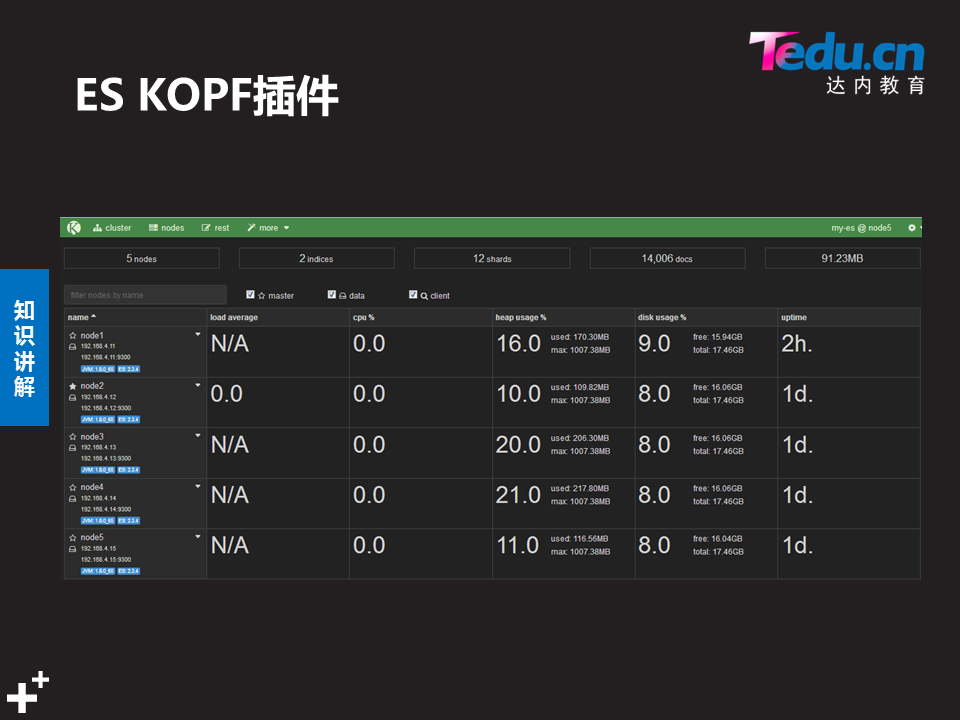 Tedu.cn
达内教育
ES KOPF插件
知识讲解
cluster nodes rest more my-es @ node5
5 nodes 2 indices 12 shards 14,006 docs 91.23MB
filter nodes by name master data client
name load average cpu % heap usage % disk usage % uptime
node1
192.168.4.11
192.168.4.11:9300
JVM: 1.8.0_65 ES: 2.3.4
N/A 0.0 16.0 used: 170.30MB 9.0 free: 15.94GB 2h.
max: 1007.38MB total: 17.46GB
node2
192.168.4.12
192.168.4.12:9300
JVM: 1.8.0_65 ES: 2.3.4
0.0 0.0 10.0 used: 109.82MB 8.0 free: 16.06GB 1d.
max: 1007.38MB total: 17.46GB
node3
192.168.4.13
192.168.4.13:9300
JVM: 1.8.0_65 ES: 2.3.4
N/A 0.0 20.0 used: 206.30MB 8.0 free: 16.06GB 1d.
max: 1007.38MB total: 17.46GB
node4
192.168.4.14
192.168.4.14:9300
JVM: 1.8.0_65 ES: 2.3.4
N/A 0.0 21.0 used: 217.80MB 8.0 free: 16.06GB 1d.
max: 1007.38MB total: 17.46GB
node5
192.168.4.15
192.168.4.15:9300
JVM: 1.8.0_65 ES: 2.3.4
N/A 0.0 11.0 used: 116.56MB 8.0 free: 16.04GB 1d.
max: 1007.38MB total: 17.46GB